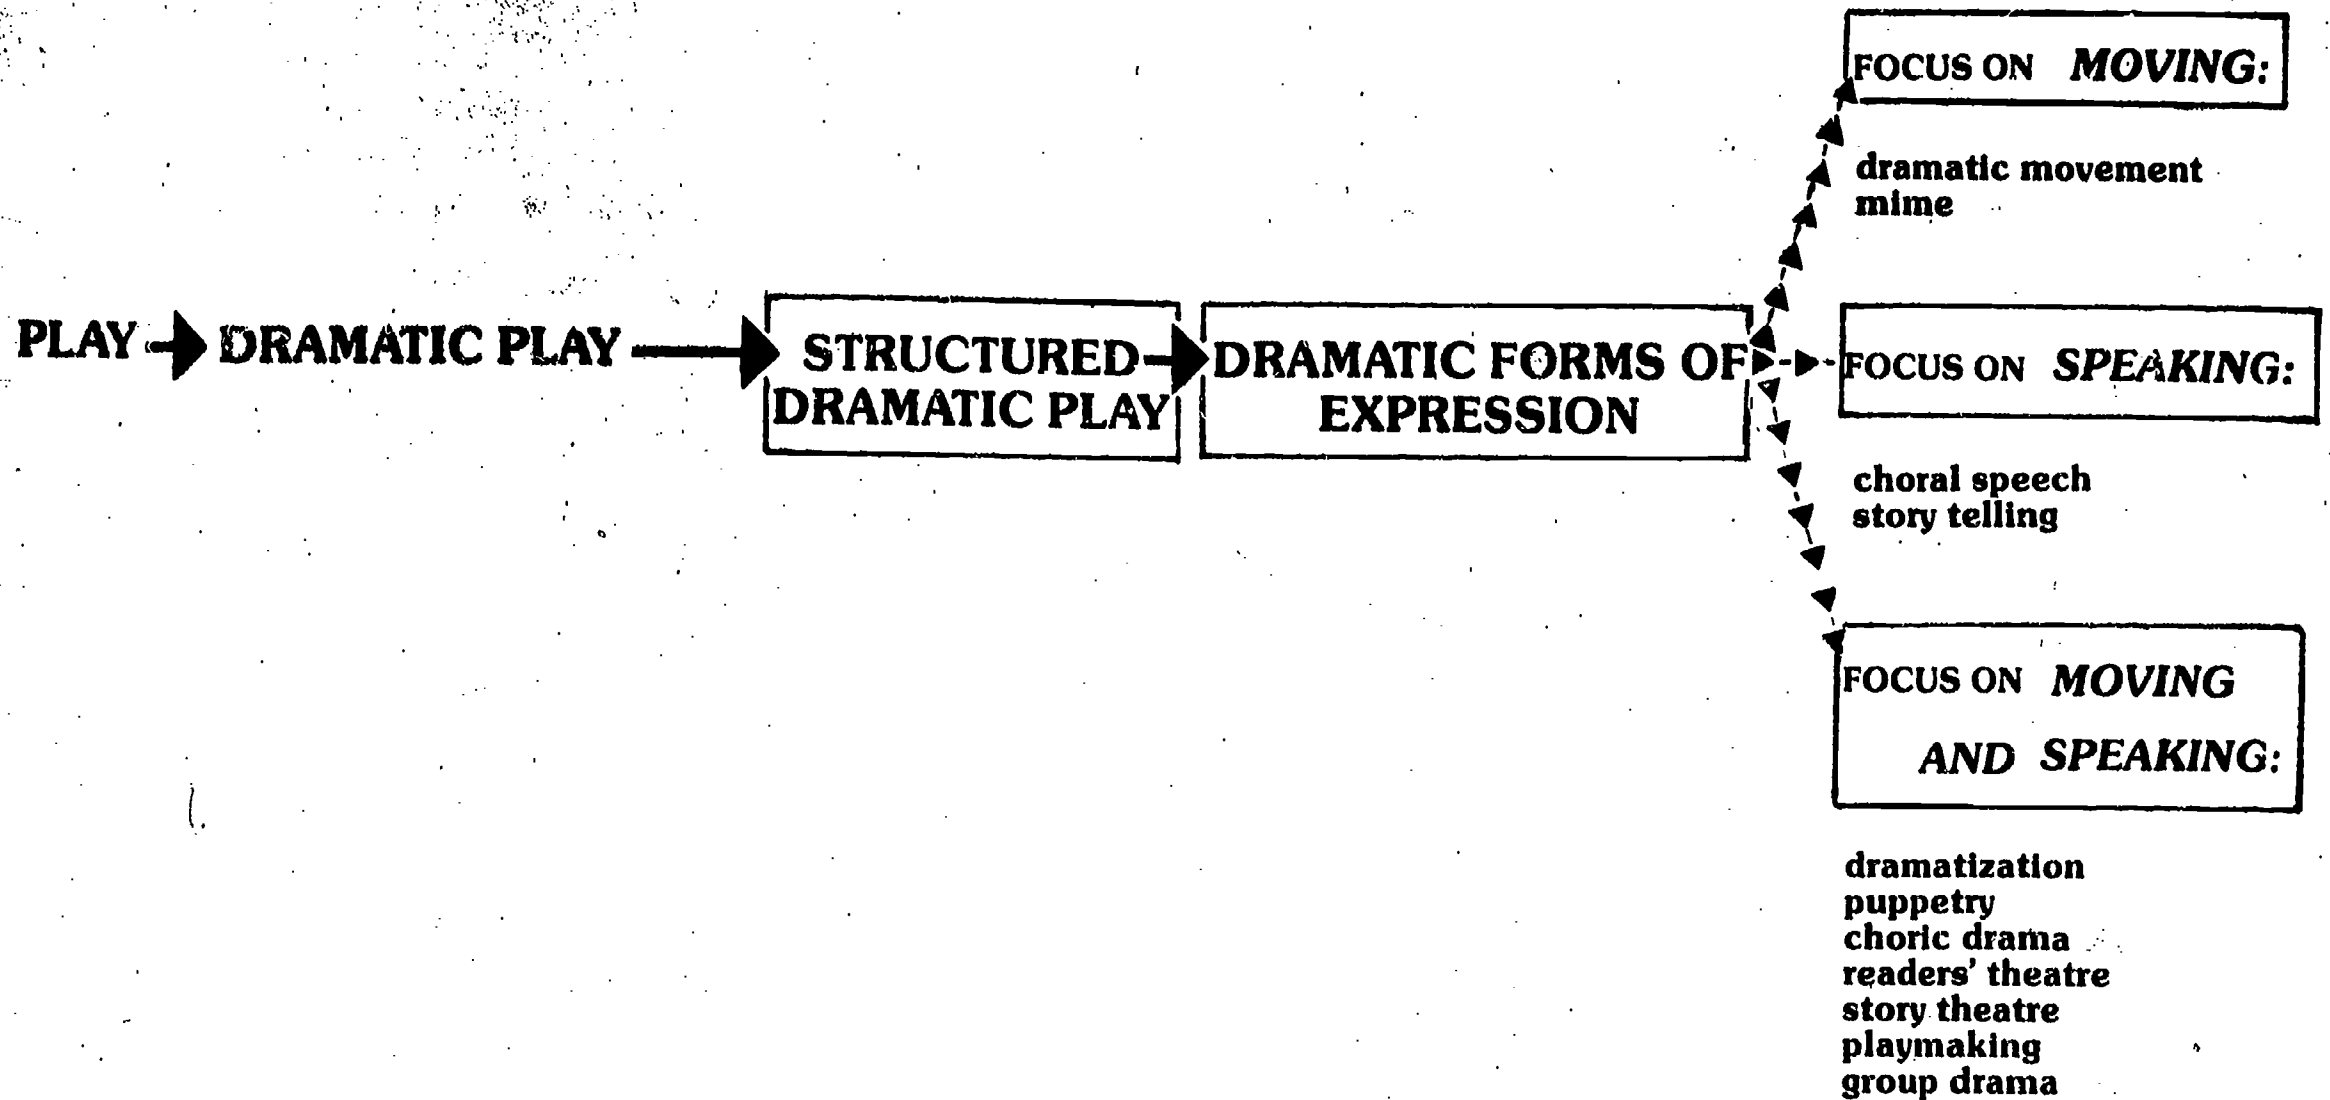 PLAY
DRAMATIC PLAY
STRUCTURED
DRAMATIC PLAY
DRAMATIC FORMS OF
EXPRESSION
FOCUS ON MOVING:
dramatic movement
mime
FOCUS ON SPEAKING:
choral speech
story telling
FOCUS ON MOVING
AND SPEAKING:
dramatization
puppetry
choric drama
readers' theatre
story theatre
playmaking
group drama